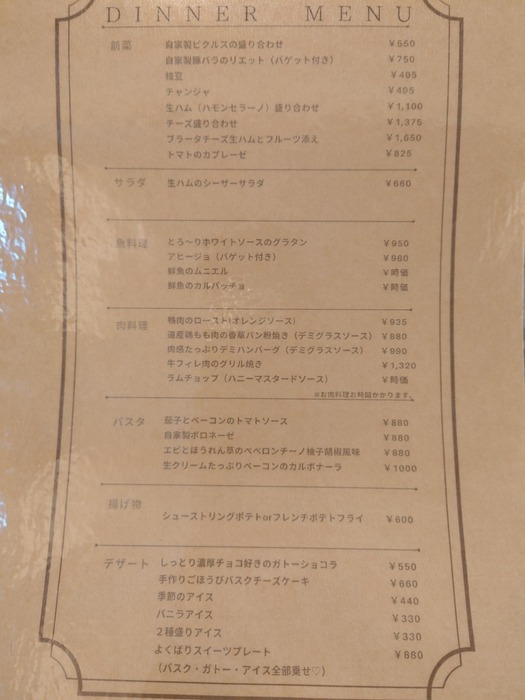 DINNER MENU
前菜 自家製ピクルスの盛り合わせ ¥550
自家製豚バラのリエット（バゲット付き） ¥750
枝豆 ¥495
チャンジャ ¥495
生ハム（ハモンセラーノ）盛り合わせ ¥1,100
チーズ盛り合わせ ¥1,375
ブラータチーズ生ハムとフルーツ添え ¥1,650
トマトのカプレーゼ ¥825
サラダ 生ハムのシーザーサラダ ¥660
魚料理 とろ〜りホワイトソースのグラタン ¥950
アヒージョ（バゲット付き） ¥980
鮮魚のムニエル ¥時価
鮮魚のカルパッチョ ¥時価
肉料理 鴨肉のロースト(オレンジソース) ¥935
道産鶏もも肉の香草パン粉焼き（デミグラスソース） ¥880
肉感たっぷりデミハンバーグ（デミグラスソース） ¥990
牛フィレ肉のグリル焼き ¥1,320
ラムチョップ（ハニーマスタードソース） ¥時価
※お肉料理お時間かかります。
パスタ 茄子とベーコンのトマトソース ¥880
自家製ボロネーゼ ¥880
エビとほうれん草のペペロンチーノ柚子胡椒風味 ¥880
生クリームたっぷりベーコンのカルボナーラ ¥1000
揚げ物 シューストリングポテトorフレンチポテトフライ ¥600
デザート しっとり濃厚チョコ好きのガトーショコラ ¥550
手作りごほうびバスクチーズケーキ ¥660
季節のアイス ¥440
バニラアイス ¥330
２種盛りアイス ¥330
よくばりスイーツプレート ¥880
（バスク・ガトー・アイス全部乗せ♡）